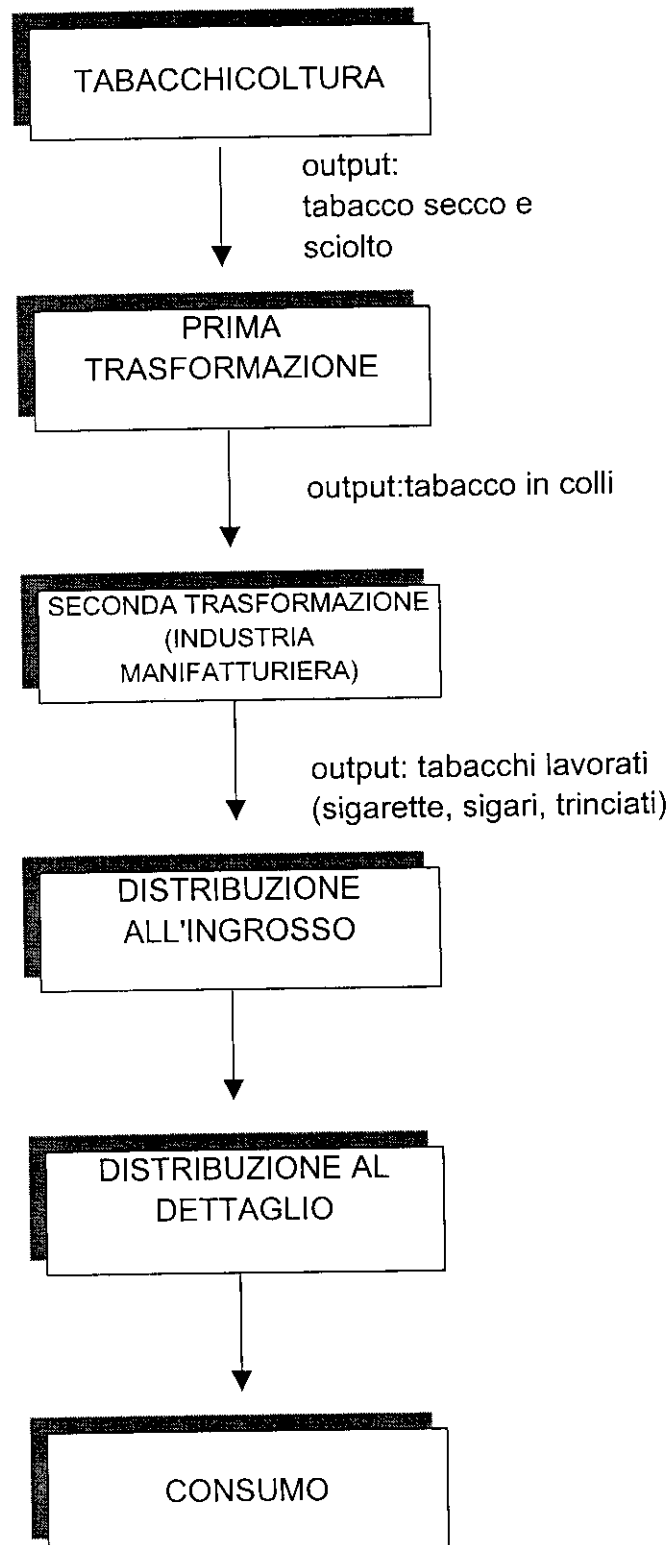 TABACCHICOLTURA
output:
tabacco secco e
sciolto
PRIMA
TRASFORMAZIONE
output:tabacco in colli
SECONDA TRASFORMAZIONE
(INDUSTRIA
MANIFATTURIERA)
output: tabacchi lavorati
(sigarette, sigari, trinciati)
DISTRIBUZIONE
ALL'INGROSSO
DISTRIBUZIONE AL
DETTAGLIO
CONSUMO